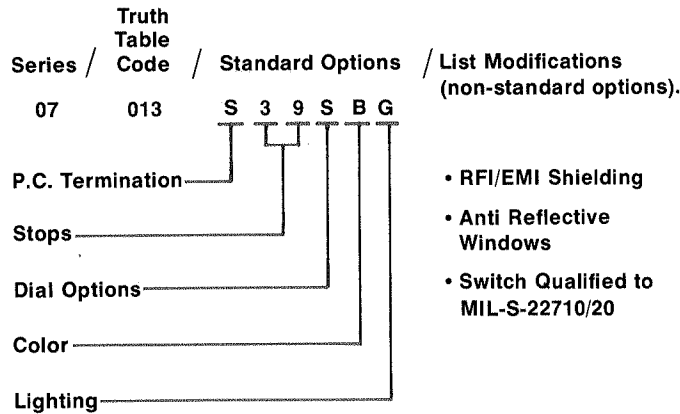 Truth
Table
Series / Code / Standard Options / List Modifications
(non-standard options).
07 013 S 3 9 S B G
P.C. Termination
• RFI/EMI Shielding
Stops
• Anti Reflective
Windows
Dial Options
• Switch Qualified to
MIL-S-22710/20
Color
Lighting